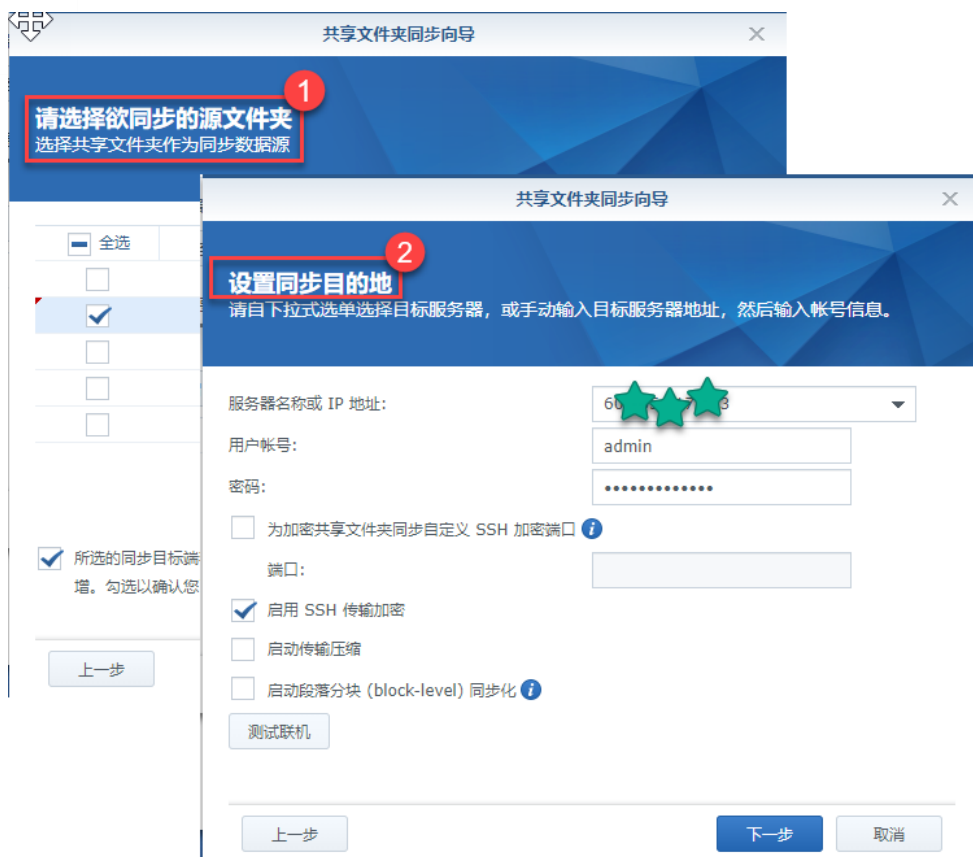 共享文件夹同步向导
1
请选择欲同步的源文件夹
选择共享文件夹作为同步数据源
全选
所选的同步目标端
增。勾选以确认您
上一步
共享文件夹同步向导
2
设置同步目的地
请自下拉式选单选择目标服务器，或手动输入目标服务器地址，然后输入帐号信息。
服务器名称或 IP 地址:
用户帐号: admin
密码: •••••••••••••
为加密共享文件夹同步自定义 SSH 加密端口 i
端口:
启用 SSH 传输加密
启动传输压缩
启动段落分块 (block-level) 同步化 i
测试联机
上一步 下一步 取消